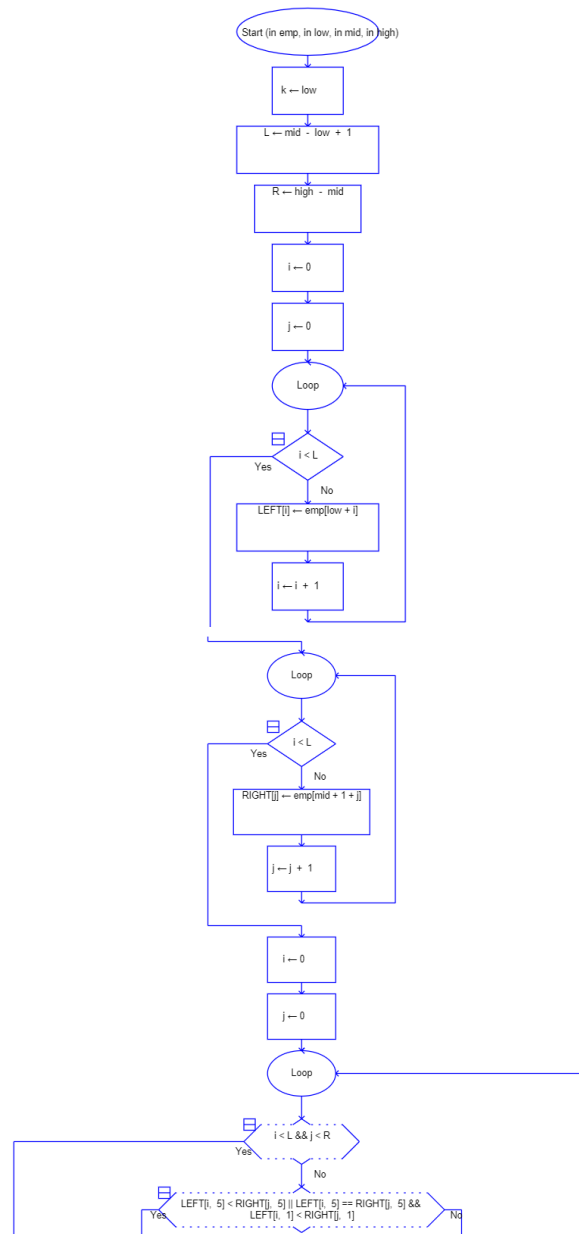 Start (in emp, in low, in mid, in high)
k ← low
L ← mid - low + 1
R ← high - mid
i ← 0
j ← 0
Loop
i < L
Yes
No
LEFT[i] ← emp[low + i]
i ← i + 1
Loop
i < L
Yes
No
RIGHT[j] ← emp[mid + 1 + j]
j ← j + 1
i ← 0
j ← 0
Loop
i < L && j < R
Yes
No
LEFT[i, 5] < RIGHT[j, 5] || LEFT[i, 5] == RIGHT[j, 5] &&
LEFT[i, 1] < RIGHT[j, 1]
Yes
No